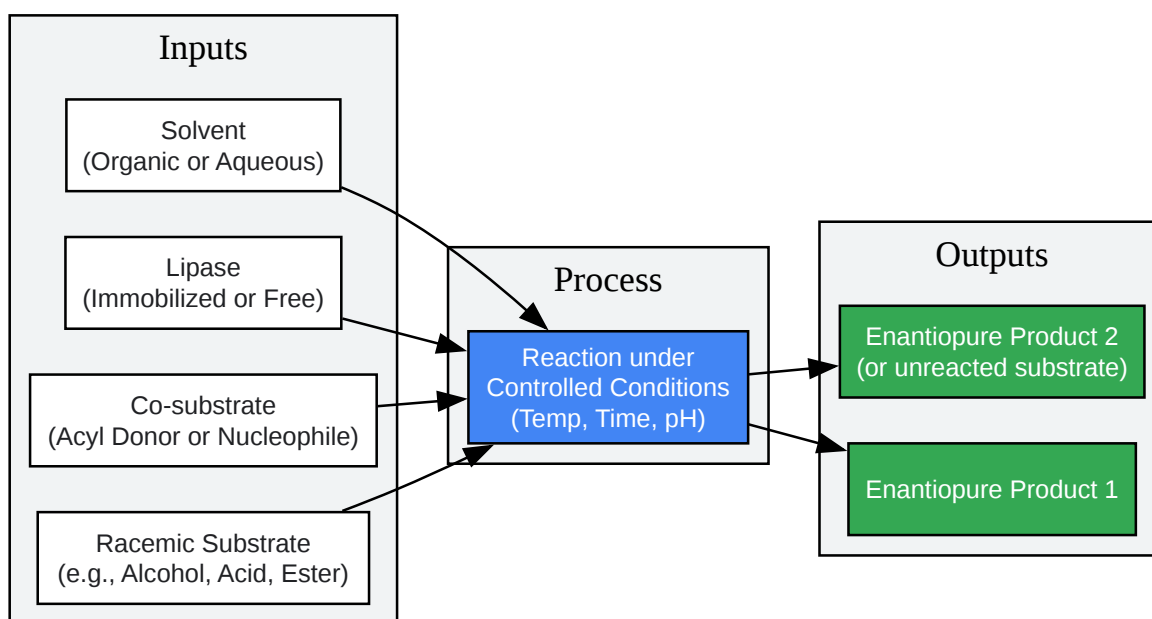 Inputs
Solvent
(Organic or Aqueous)
Lipase
(Immobilized or Free)
Co-substrate
(Acyl Donor or Nucleophile)
Racemic Substrate
(e.g., Alcohol, Acid, Ester)
Process
Reaction under
Controlled Conditions
(Temp, Time, pH)
Outputs
Enantiopure Product 2
(or unreacted substrate)
Enantiopure Product 1